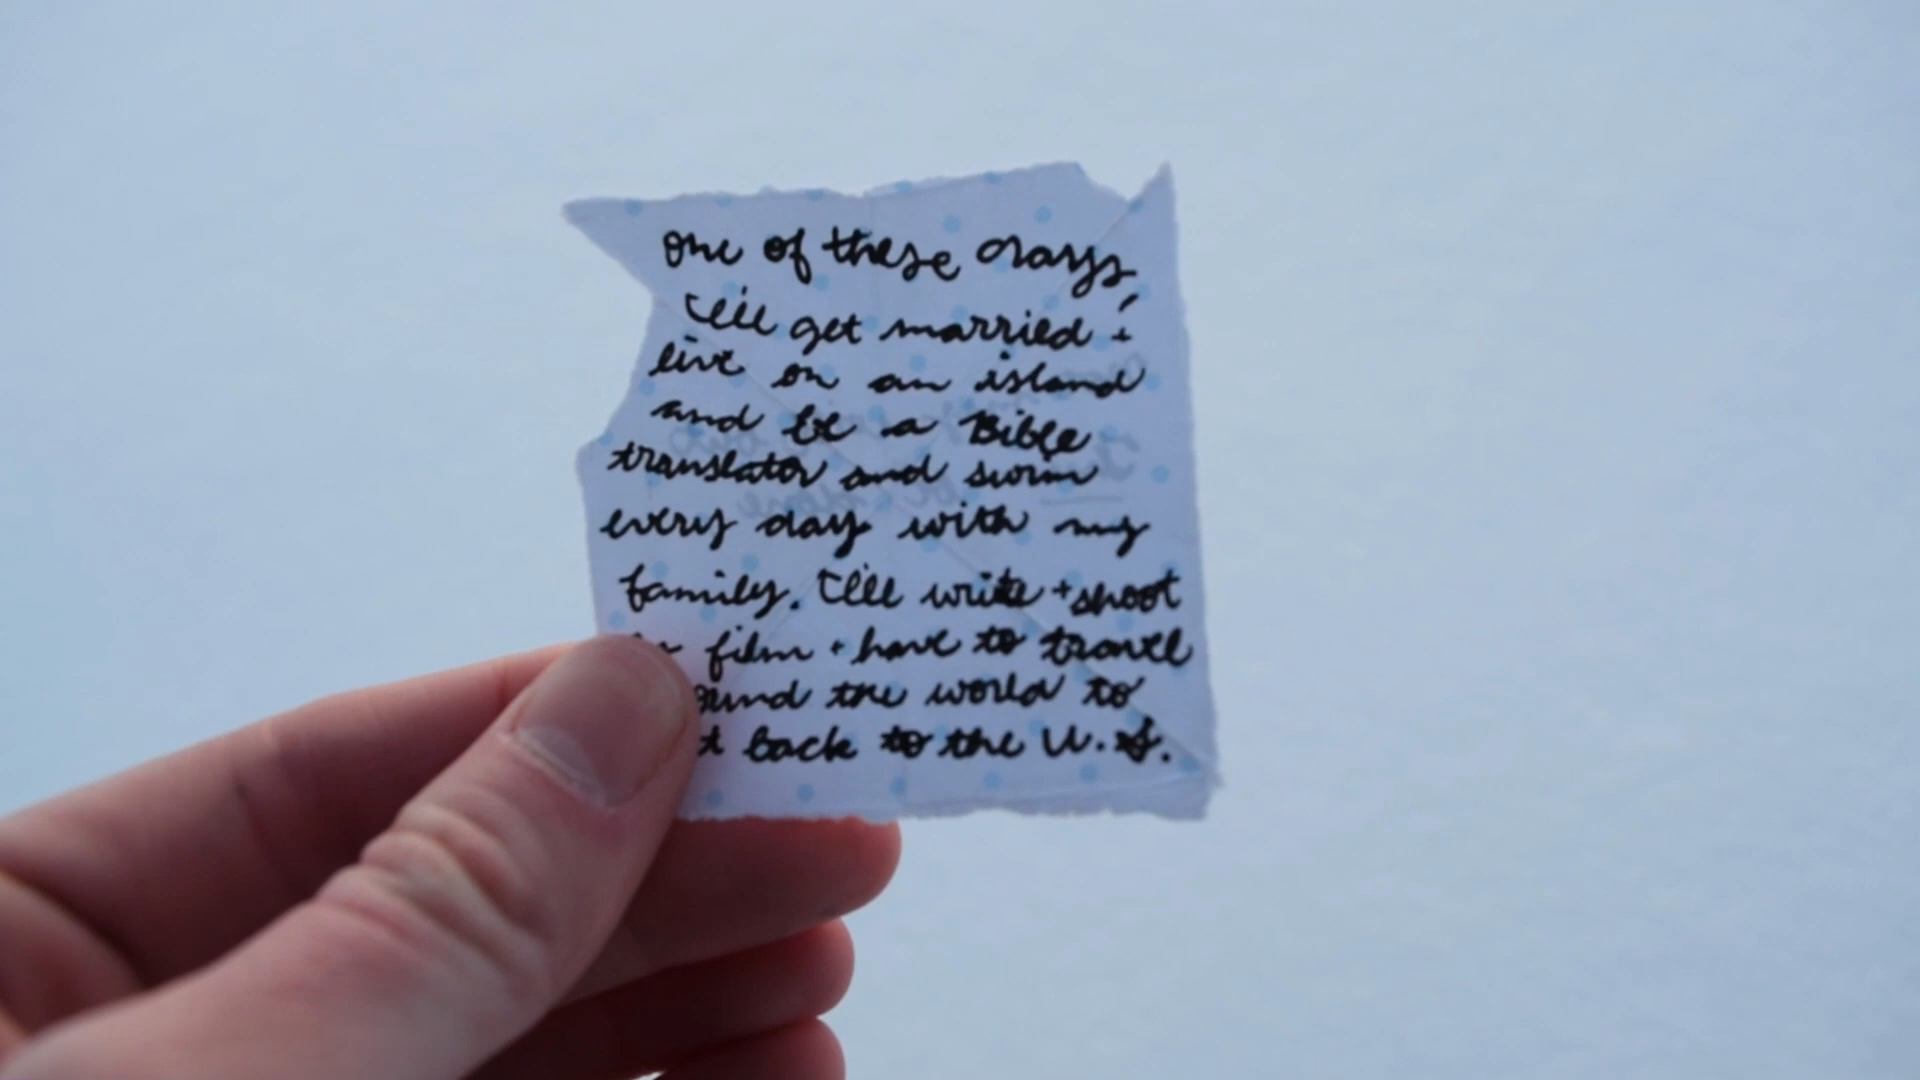 one of these days,
I'll get married +
live on an island
and be a Bible
translator and swim
every day with my
family. I'll write + shoot
film + have to travel
the world to
back to the U.S.